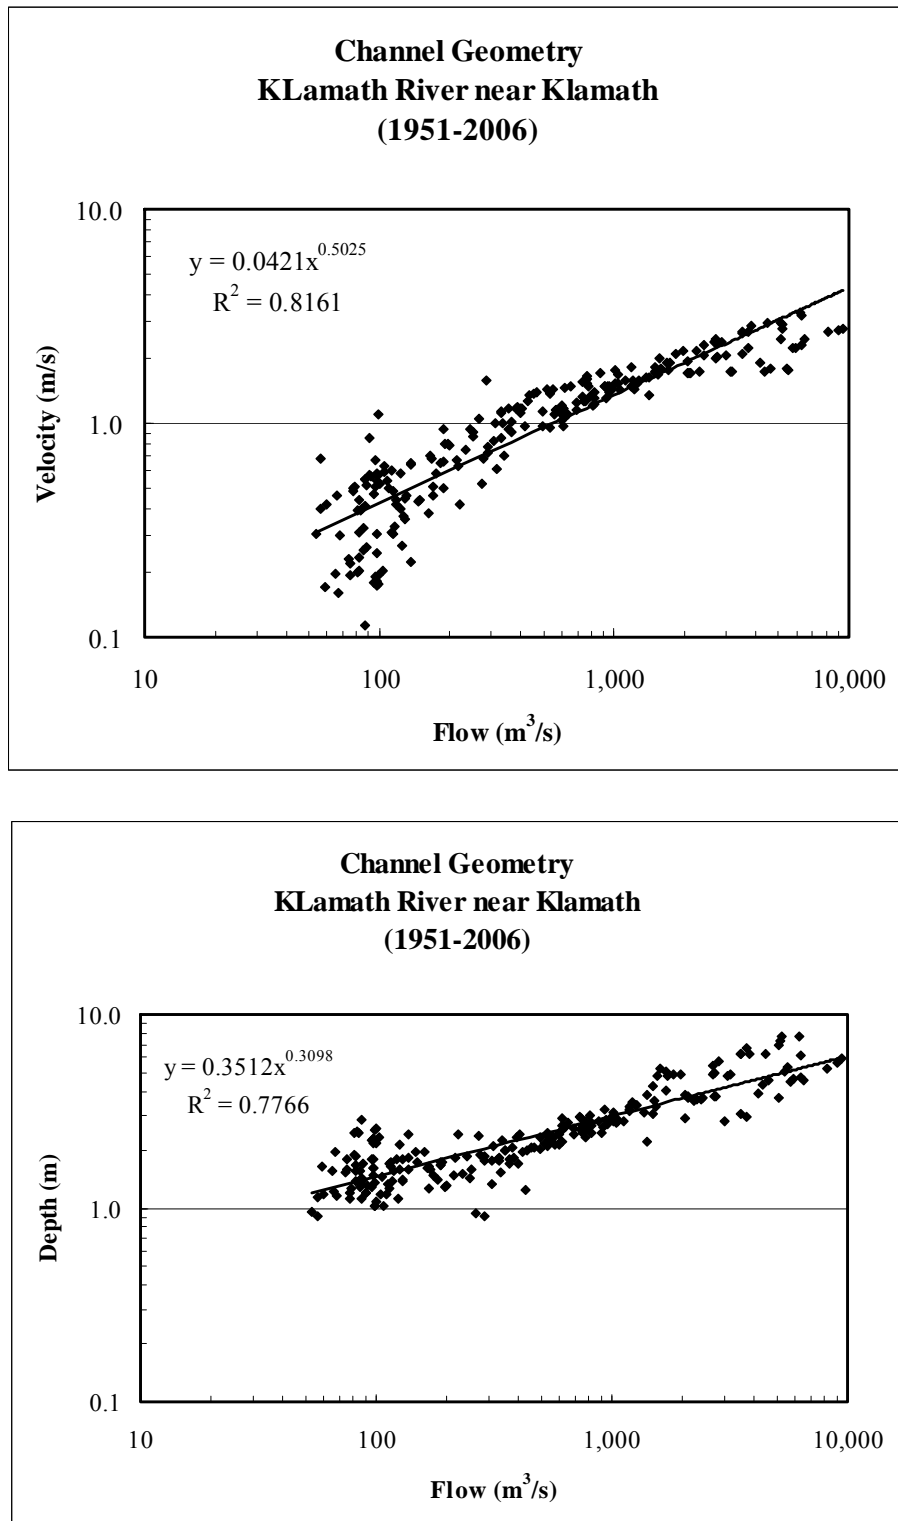 Channel Geometry
KLamath River near Klamath
(1951-2006)
10.0
y = 0.0421x^0.5025
R^2 = 0.8161
Velocity (m/s)
1.0
0.1
10 100 1,000 10,000
Flow (m^3/s)
Channel Geometry
KLamath River near Klamath
(1951-2006)
10.0
y = 0.3512x^0.3098
R^2 = 0.7766
Depth (m)
1.0
0.1
10 100 1,000 10,000
Flow (m^3/s)